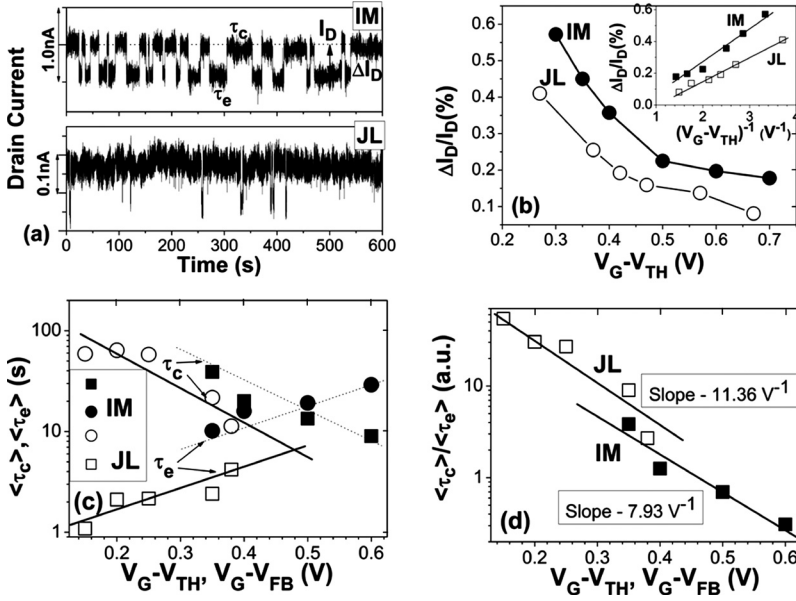 IM
τc
ID
1.0nA
τe
ΔID
Drain Current
JL
0.1nA
(a)
0 100 200 300 400 500 600
Time (s)
0.6
0.5
0.4
0.3
0.2
0.1
ΔID/ID(%)
IM
JL
(b)
0.2 0.3 0.4 0.5 0.6 0.7
VG-VTH (V)
0.6
0.4
0.2
0.0
ΔID/ID(%)
IM
JL
1 2 3 4
(VG-VTH)-1 (V-1)
100
10
1
<τc>,<τe> (s)
τc
IM
JL
τe
(c)
0.2 0.3 0.4 0.5 0.6
VG-VTH, VG-VFB (V)
10
1
<τc>/<τe> (a.u.)
JL
Slope - 11.36 V-1
IM
Slope - 7.93 V-1
(d)
0.2 0.3 0.4 0.5 0.6
VG-VTH, VG-VFB (V)